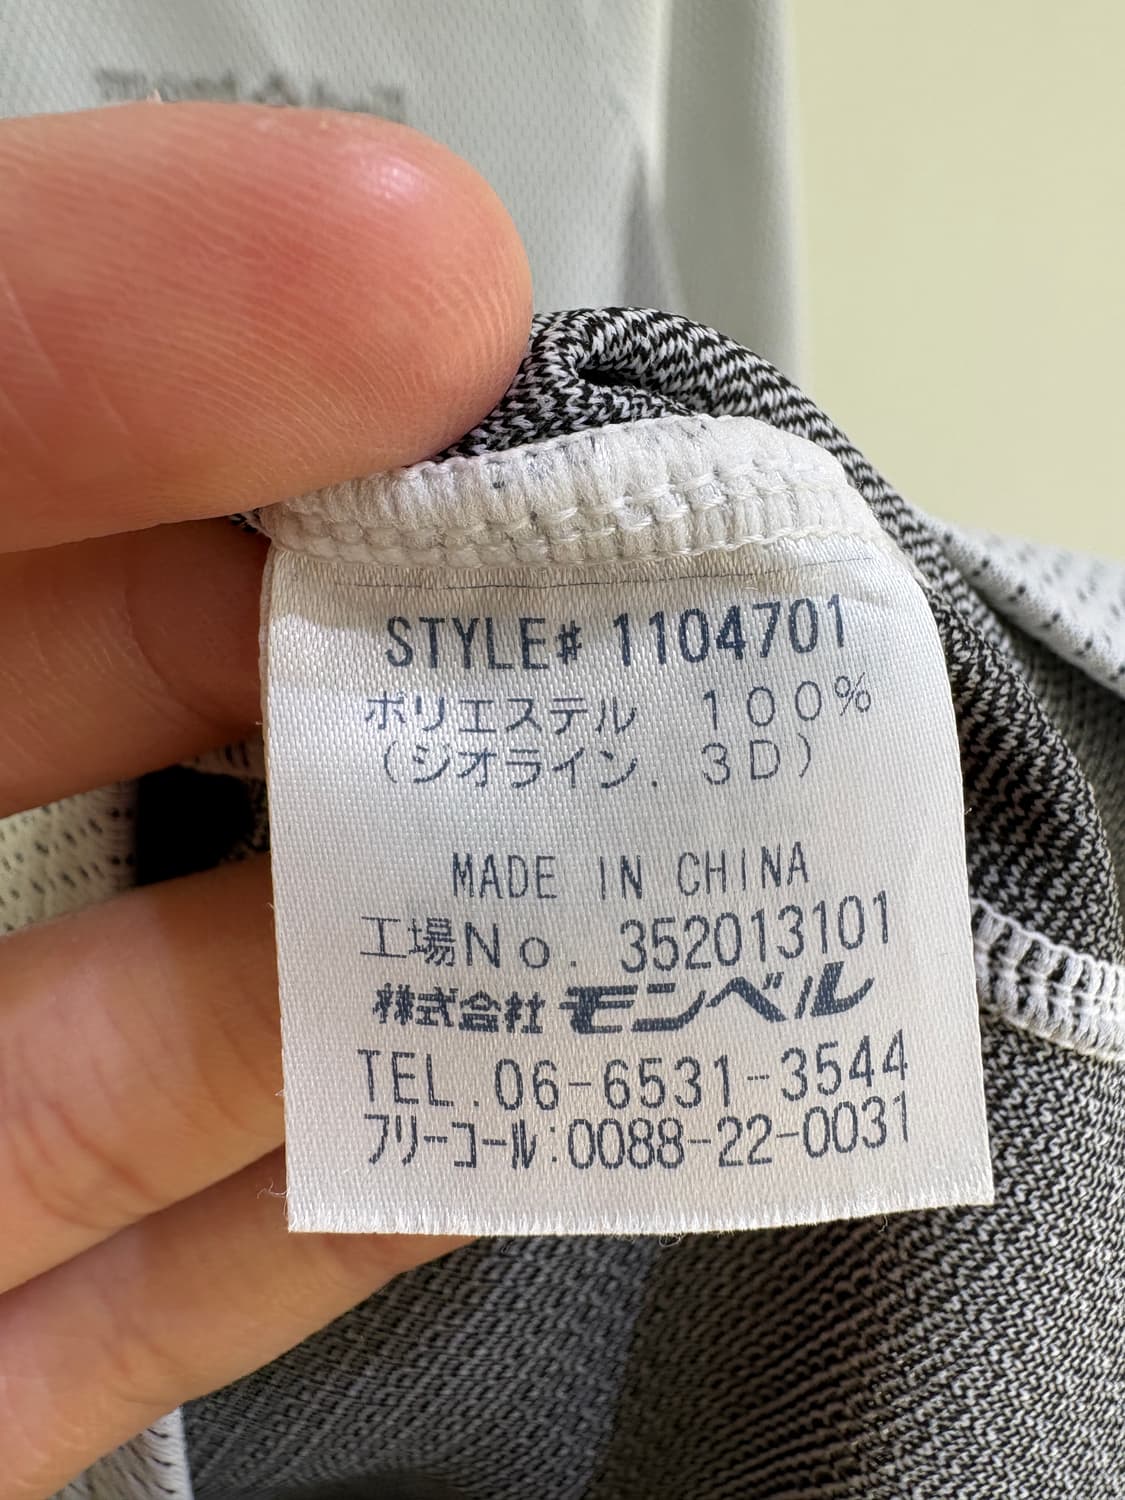 STYLE# 1104701
ポリエステル 100%
(ジオライン. 3D)
MADE IN CHINA
工場No. 352013101
株式会社 モンベル
TEL.06-6531-3544
フリーコール:0088-22-0031